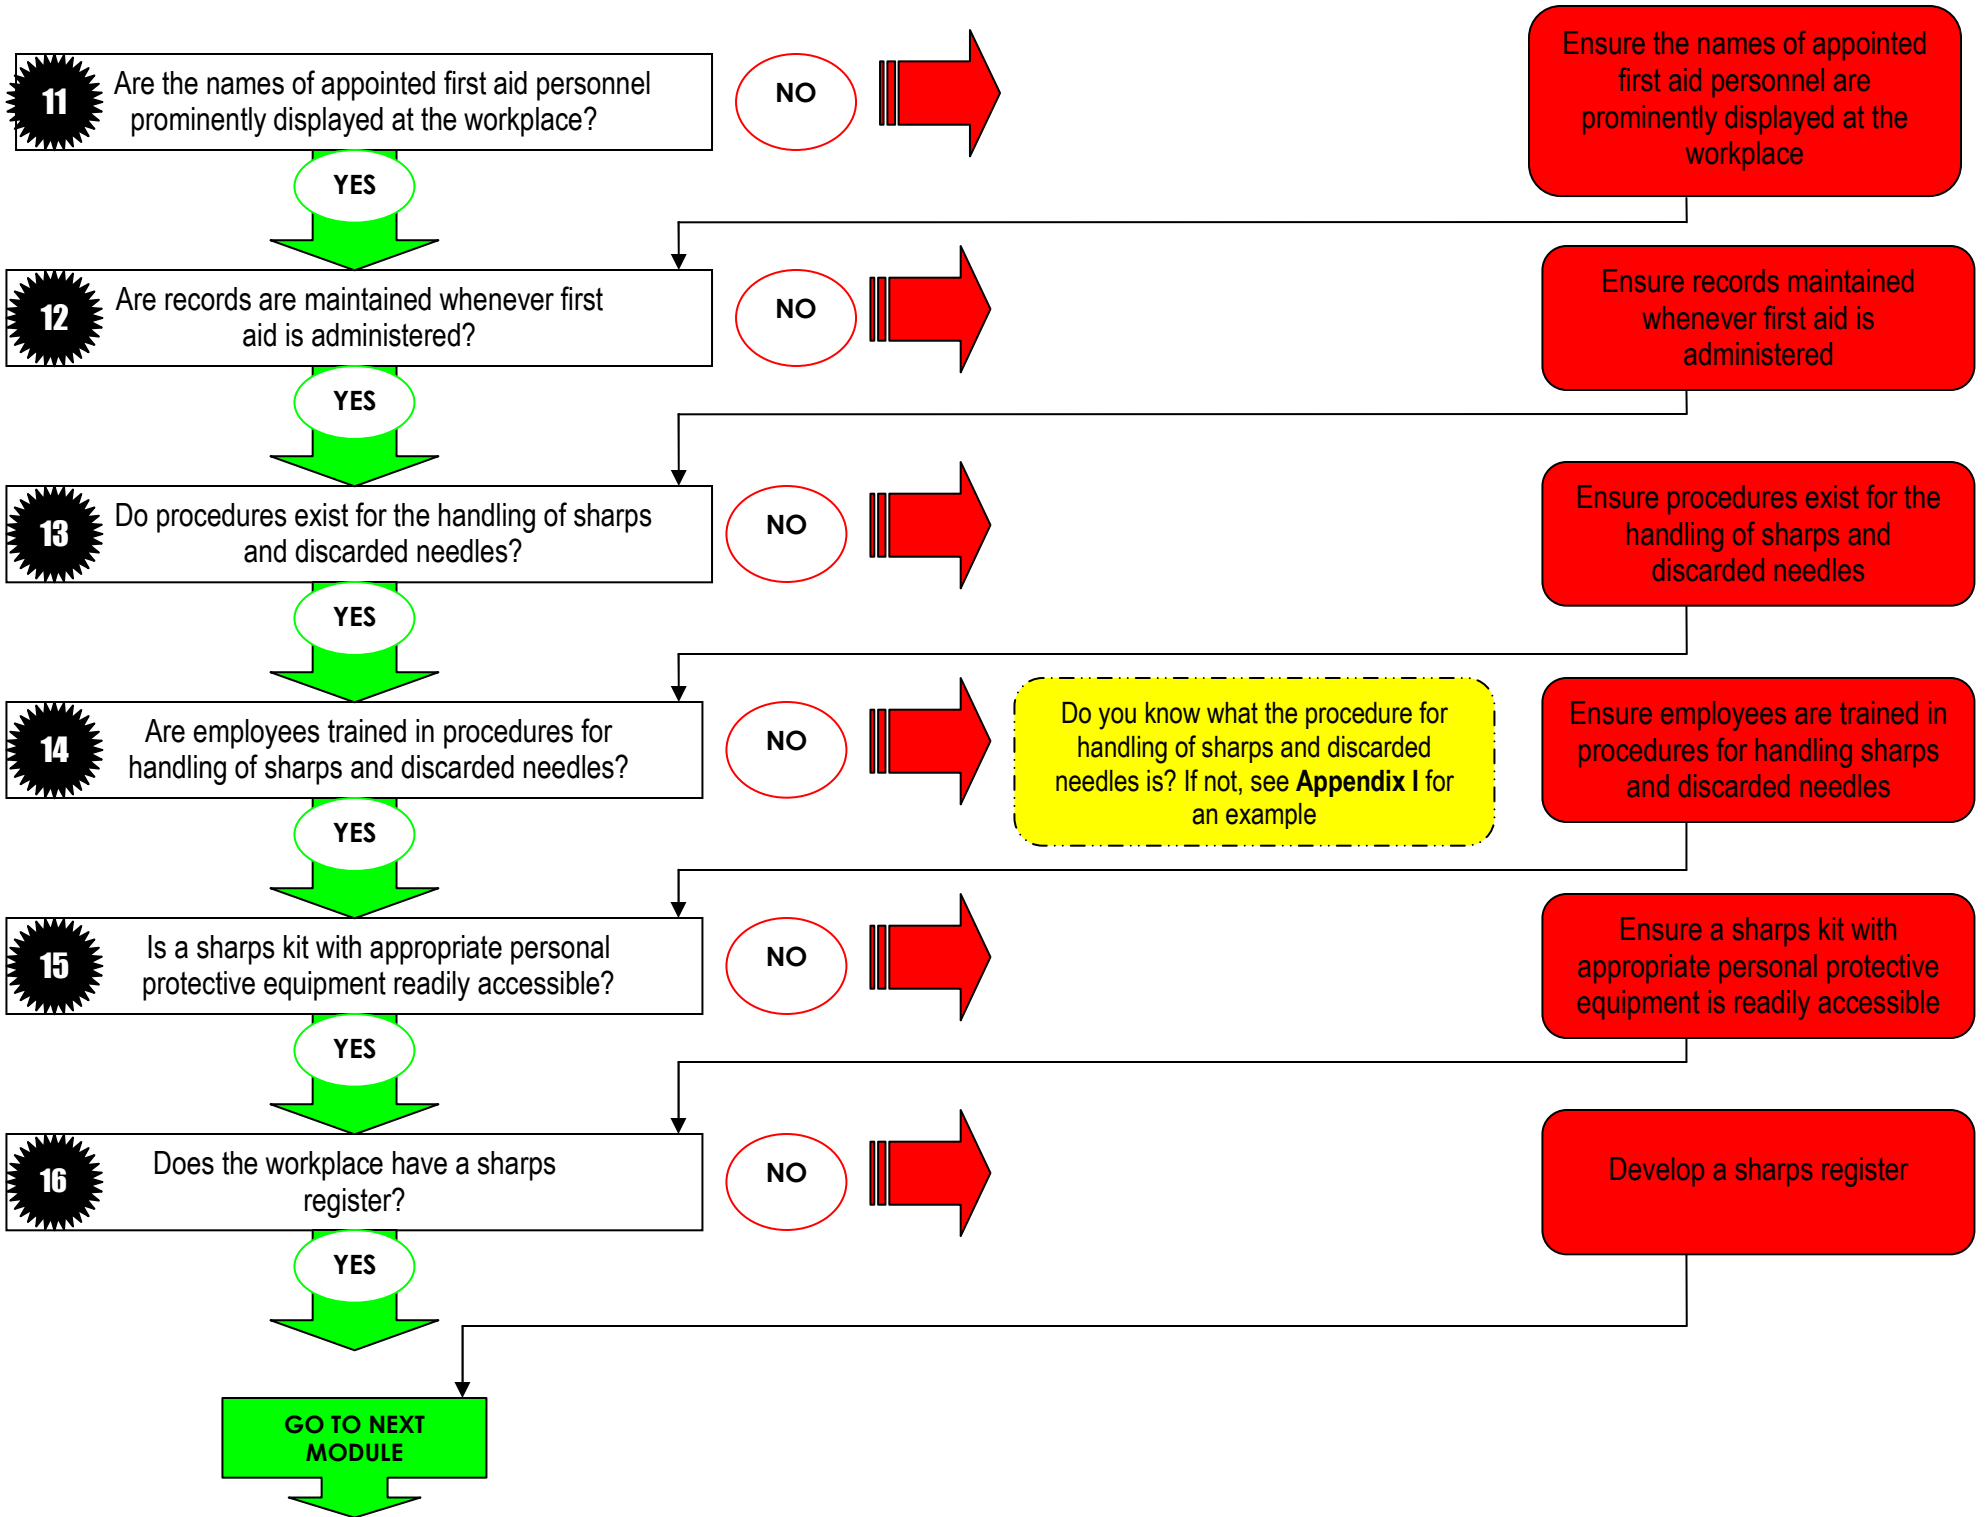 11
Are the names of appointed first aid personnel
prominently displayed at the workplace?
NO
Ensure the names of appointed
first aid personnel are
prominently displayed at the
workplace
YES
12
Are records are maintained whenever first
aid is administered?
NO
Ensure records maintained
whenever first aid is
administered
YES
13
Do procedures exist for the handling of sharps
and discarded needles?
NO
Ensure procedures exist for the
handling of sharps and
discarded needles
YES
14
Are employees trained in procedures for
handling of sharps and discarded needles?
NO
Do you know what the procedure for
handling of sharps and discarded
needles is? If not, see Appendix I for
an example
Ensure employees are trained in
procedures for handling sharps
and discarded needles
YES
15
Is a sharps kit with appropriate personal
protective equipment readily accessible?
NO
Ensure a sharps kit with
appropriate personal protective
equipment is readily accessible
YES
16
Does the workplace have a sharps
register?
NO
Develop a sharps register
YES
GO TO NEXT
MODULE